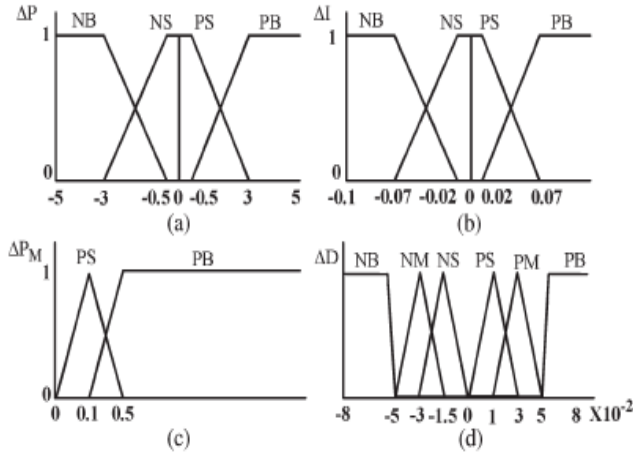 ΔP NB NS PS PB
1
0
-5 -3 -0.5 0 -0.5 3 5
(a)
ΔI NB NS PS PB
1
0
-0.1 -0.07 -0.02 0 0.02 0.07
(b)
ΔP_M PS PB
1
0
0 0.1 0.5
(c)
ΔD NB NM NS PS PM PB
-8 -5 -3 -1.5 0 1 3 5 8 X10^-2
(d)